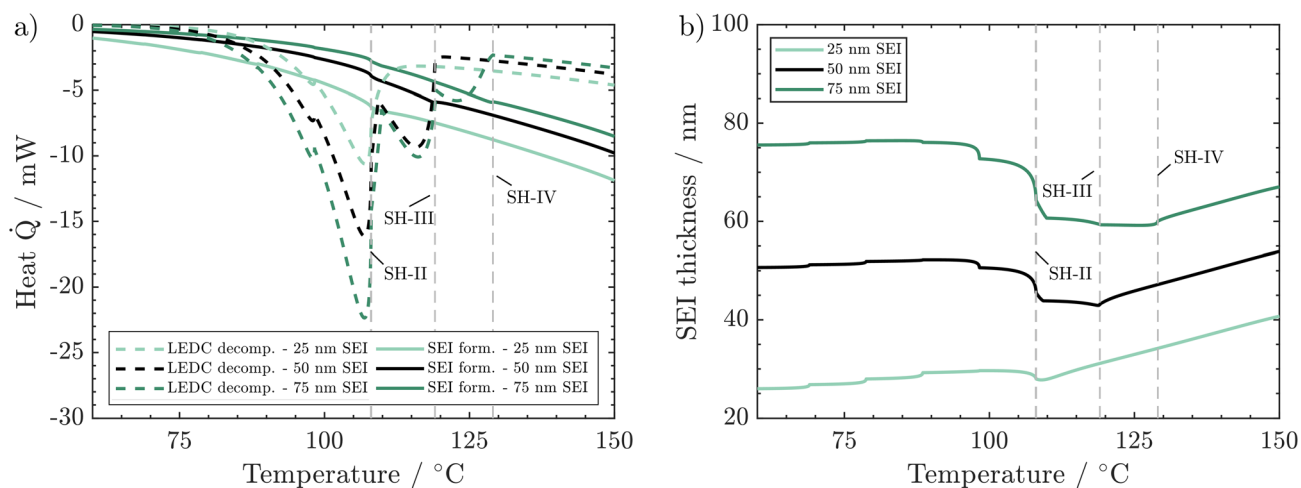 a)
0
-5
-10
-15
-20
-25
-30
Heat Q̇ / mW
SH-III
SH-IV
SH-II
LEDC decomp. - 25 nm SEI
SEI form. - 25 nm SEI
LEDC decomp. - 50 nm SEI
SEI form. - 50 nm SEI
LEDC decomp. - 75 nm SEI
SEI form. - 75 nm SEI
75
100
125
150
Temperature / °C
b)
100
80
60
40
20
SEI thickness / nm
25 nm SEI
50 nm SEI
75 nm SEI
SH-III
SH-IV
SH-II
75
100
125
150
Temperature / °C